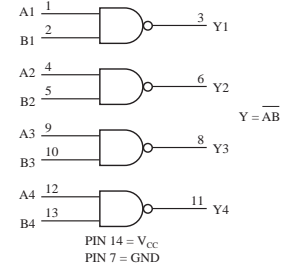 A1 1
3 Y1
B1 2
A2 4
6 Y2
B2 5
Y = A̅B̅
A3 9
8 Y3
B3 10
A4 12
11 Y4
B4 13
PIN 14 = VCC
PIN 7 = GND